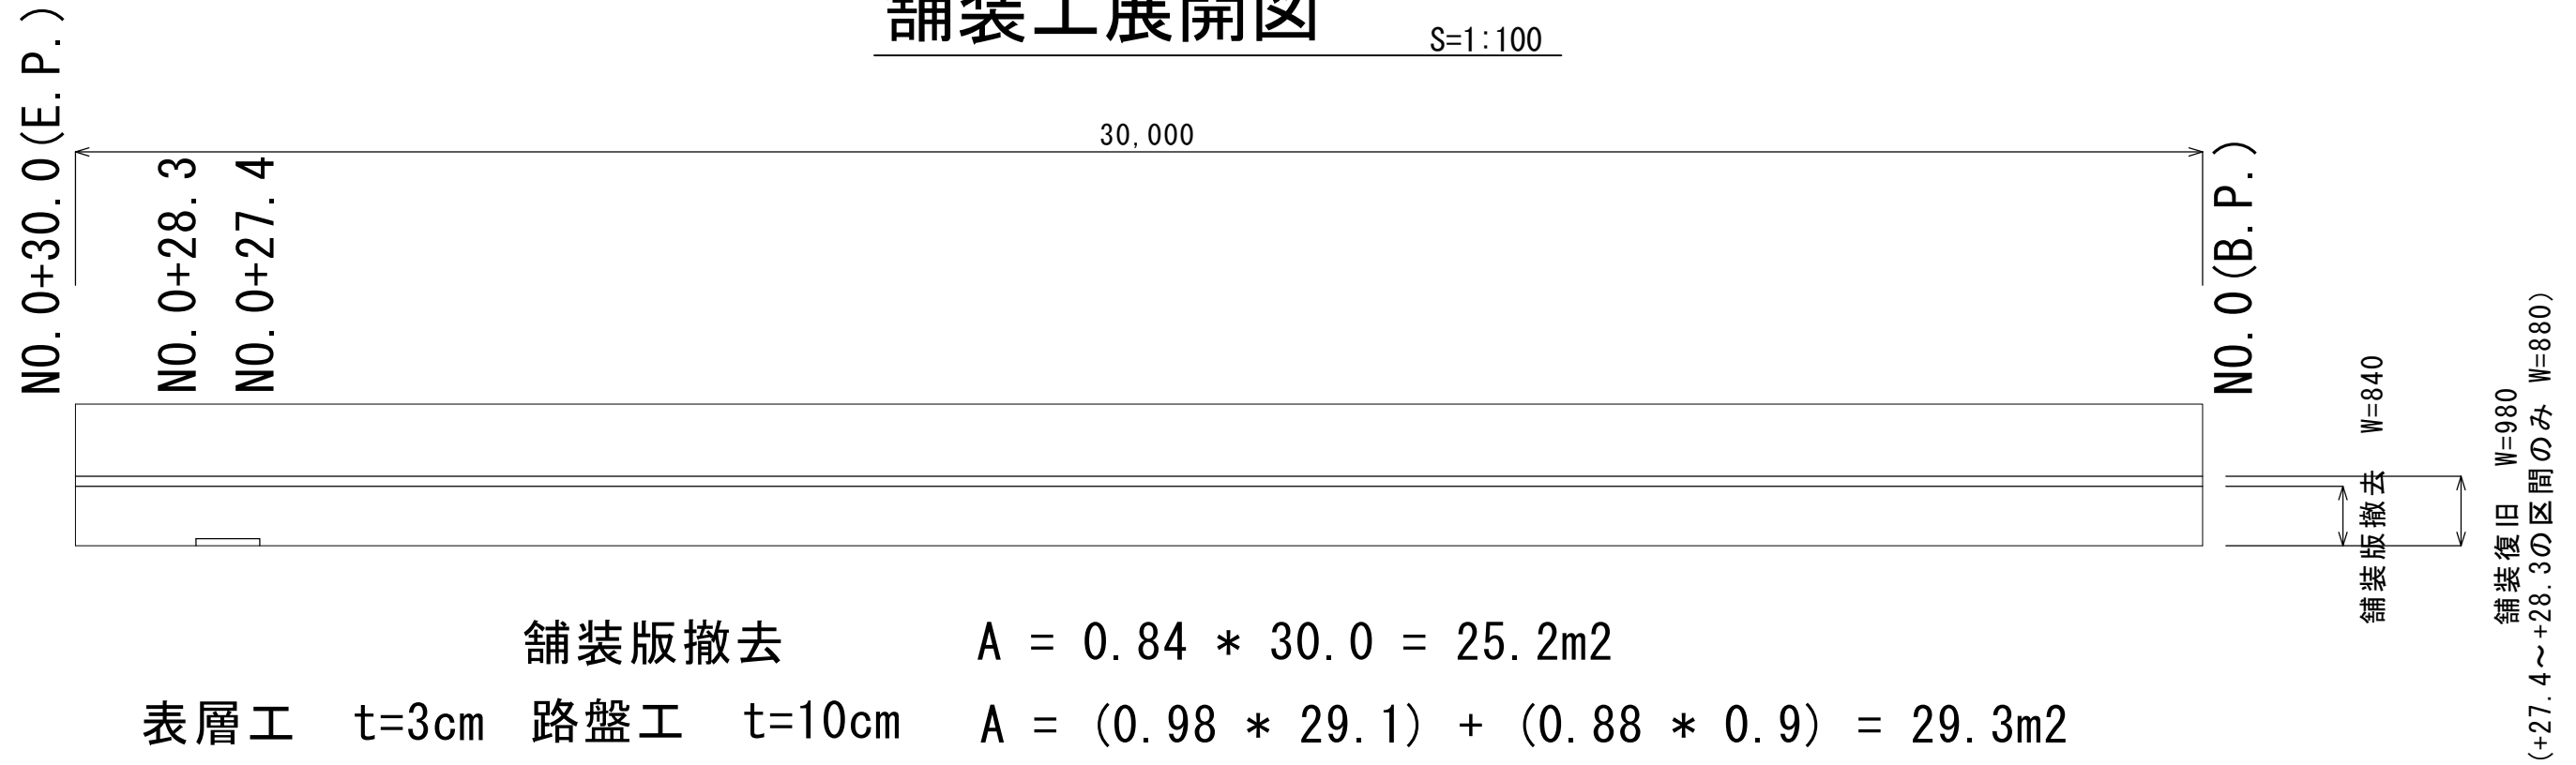 舗装工展開図 S=1:100
30,000
NO.0+30.0(E.P.)
NO.0+28.3
NO.0+27.4
NO.0(B.P.)
舗装版撤去 W=840
舗装復旧 W=980
(+27.4～+28.3の区間のみ W=880)
舗装版撤去 A = 0.84 * 30.0 = 25.2m2
表層工 t=3cm 路盤工 t=10cm A = (0.98 * 29.1) + (0.88 * 0.9) = 29.3m2